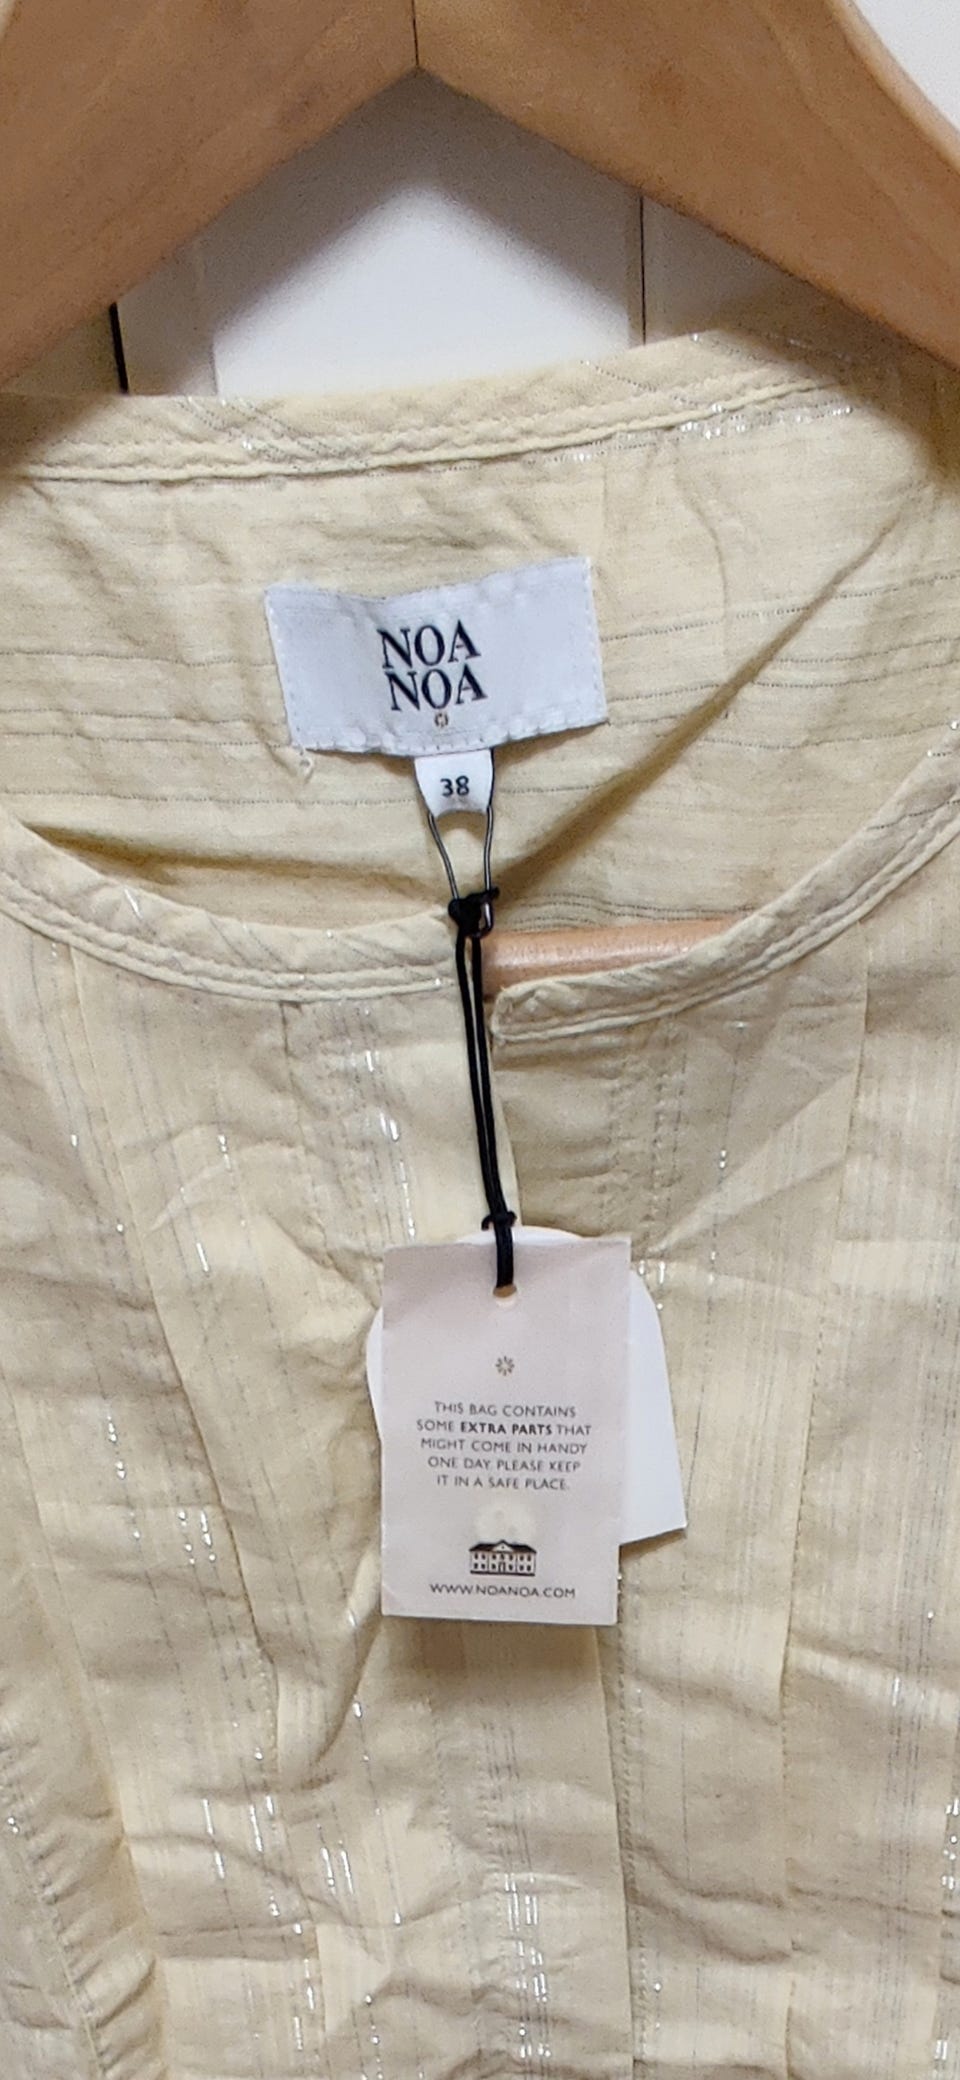 NOA
NOA
38
THIS BAG CONTAINS
SOME EXTRA PARTS THAT
MIGHT COME IN HANDY
ONE DAY. PLEASE KEEP
IT IN A SAFE PLACE.
WWW.NOANOA.COM